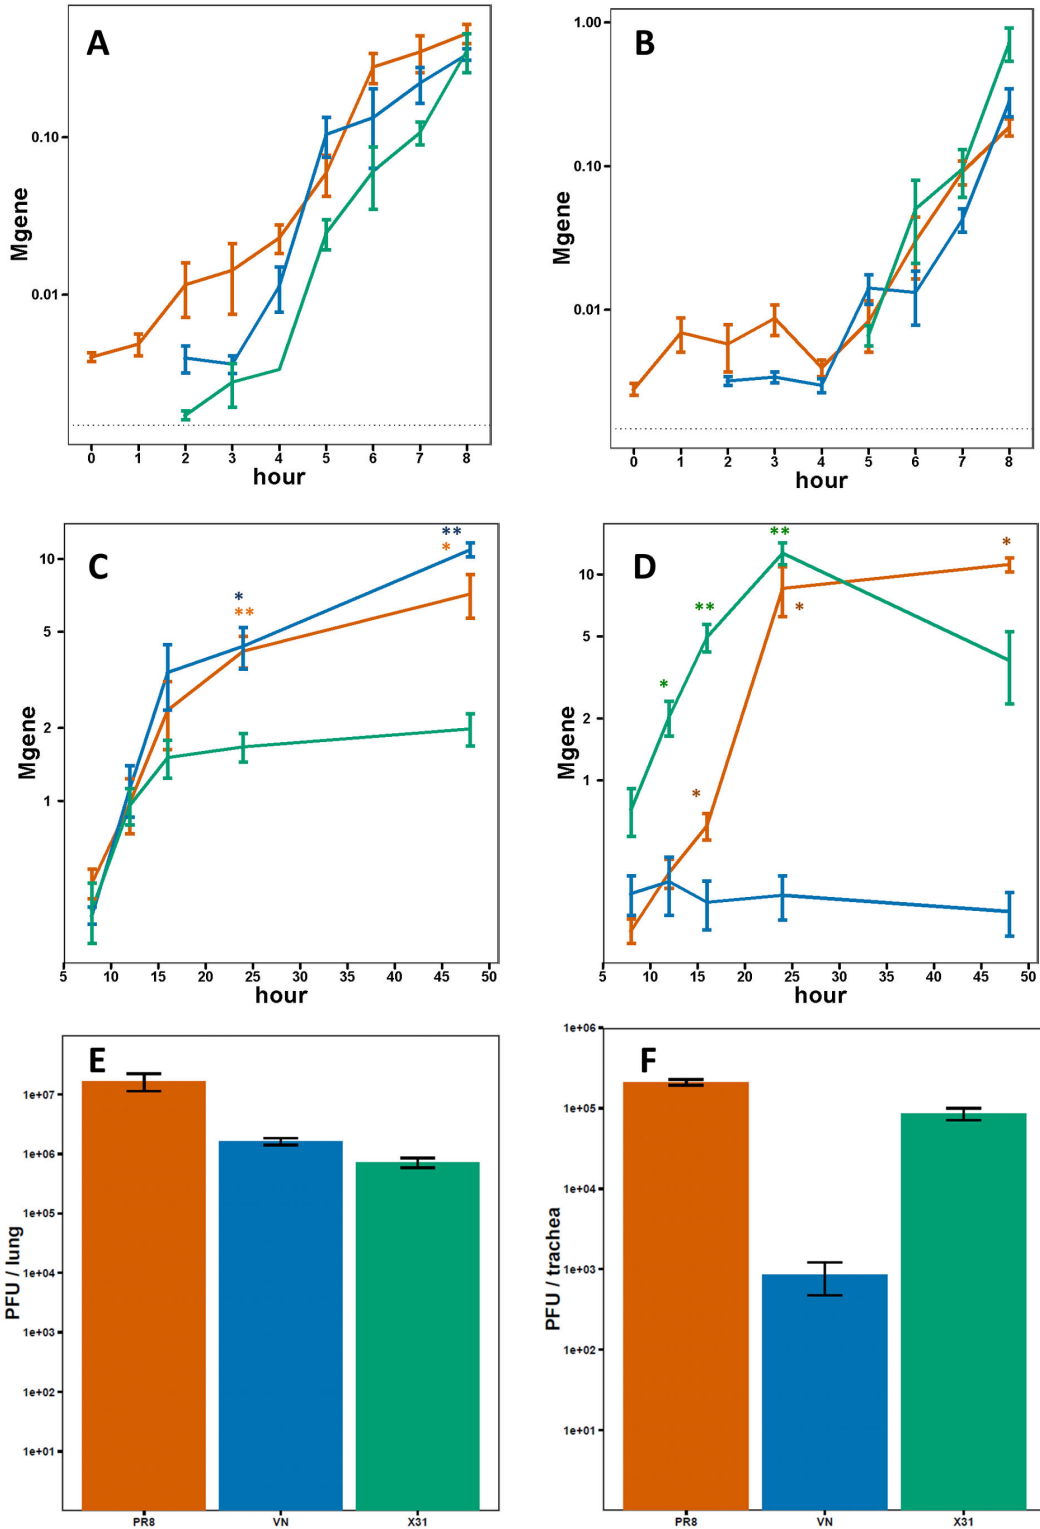 A
Mgene
0.10
0.01
0 1 2 3 4 5 6 7 8
hour
B
Mgene
1.00
0.10
0.01
0 1 2 3 4 5 6 7 8
hour
C
Mgene
10
5
2
1
** 
*
*
**
5 10 15 20 25 30 35 40 45 50
hour
D
Mgene
10
5
2
1
**
*
**
*
*
*
5 10 15 20 25 30 35 40 45 50
hour
E
PFU / lung
1e+07
1e+06
1e+05
1e+04
1e+03
1e+02
1e+01
PR8 VN X31
F
PFU / trachea
1e+06
1e+05
1e+04
1e+03
1e+02
1e+01
PR8 VN X31